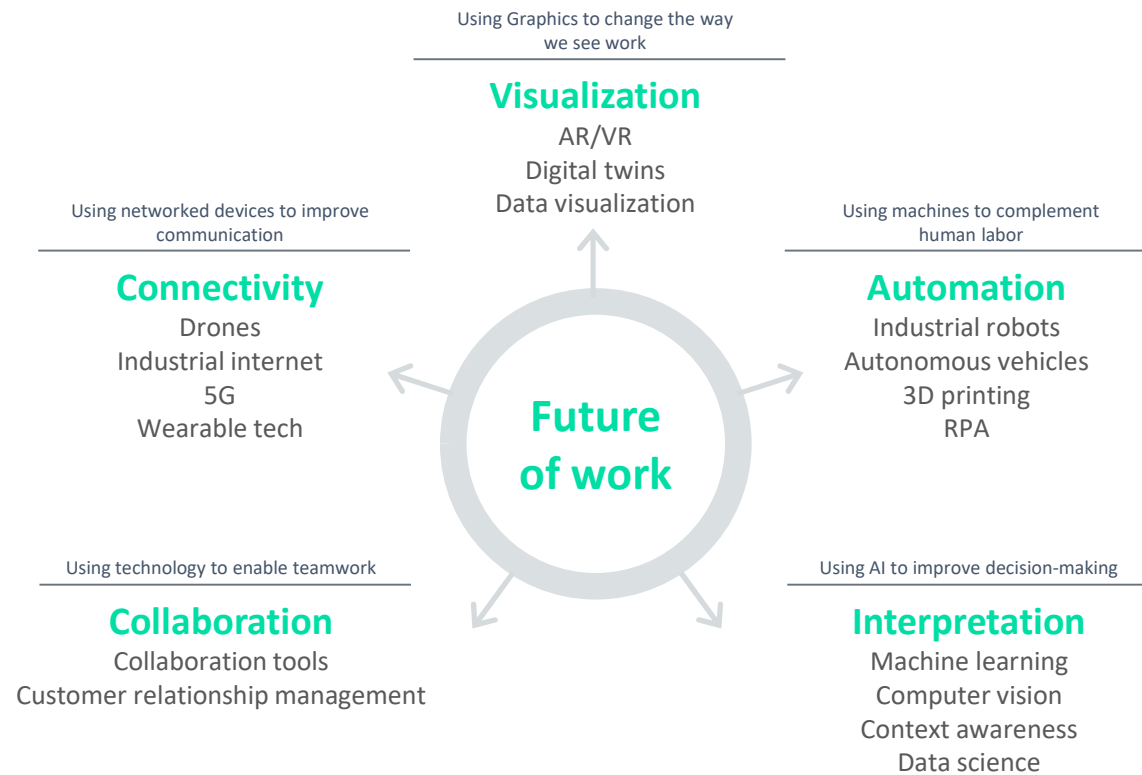 Using Graphics to change the way
we see work
Visualization
AR/VR
Digital twins
Data visualization
Using networked devices to improve
communication
Connectivity
Drones
Industrial internet
5G
Wearable tech
Using machines to complement
human labor
Automation
Industrial robots
Autonomous vehicles
3D printing
RPA
Future
of work
Using technology to enable teamwork
Collaboration
Collaboration tools
Customer relationship management
Using AI to improve decision-making
Interpretation
Machine learning
Computer vision
Context awareness
Data science